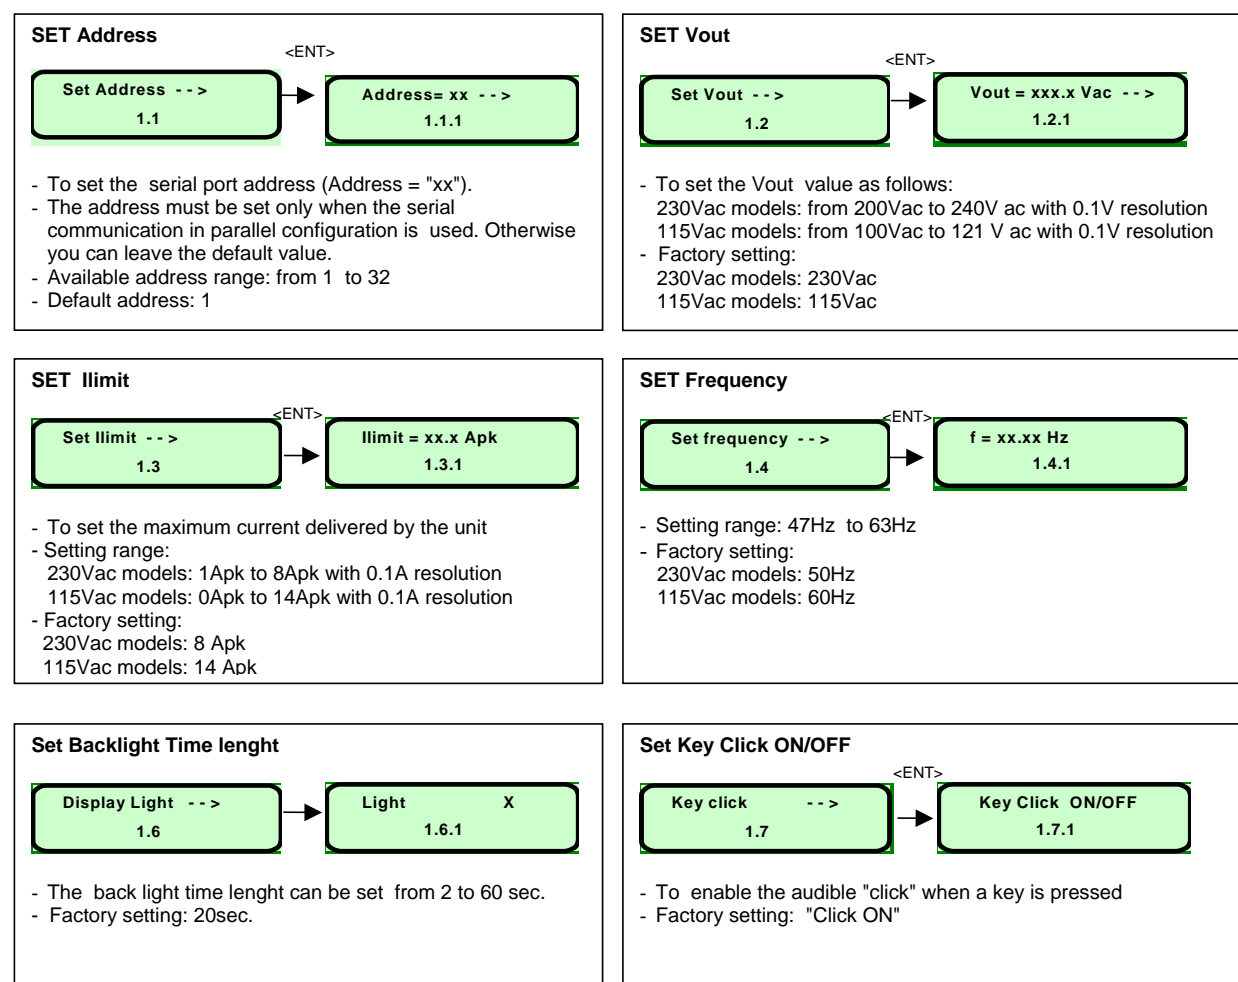 SET Address
<ENT>
Set Address - - >
1.1
Address= xx - - >
1.1.1
- To set the serial port address (Address = "xx").
- The address must be set only when the serial
communication in parallel configuration is used. Otherwise
you can leave the default value.
- Available address range: from 1 to 32
- Default address: 1
SET Vout
<ENT>
Set Vout - - >
1.2
Vout = xxx.x Vac - - >
1.2.1
- To set the Vout value as follows:
230Vac models: from 200Vac to 240V ac with 0.1V resolution
115Vac models: from 100Vac to 121 V ac with 0.1V resolution
- Factory setting:
230Vac models: 230Vac
115Vac models: 115Vac
SET Ilimit
<ENT>
Set Ilimit - - >
1.3
Ilimit = xx.x Apk
1.3.1
- To set the maximum current delivered by the unit
- Setting range:
230Vac models: 1Apk to 8Apk with 0.1A resolution
115Vac models: 0Apk to 14Apk with 0.1A resolution
- Factory setting:
230Vac models: 8 Apk
115Vac models: 14 Apk
SET Frequency
<ENT>
Set frequency - - >
1.4
f = xx.xx Hz
1.4.1
- Setting range: 47Hz to 63Hz
- Factory setting:
230Vac models: 50Hz
115Vac models: 60Hz
Set Backlight Time lenght
Display Light - - >
1.6
Light X
1.6.1
- The back light time lenght can be set from 2 to 60 sec.
- Factory setting: 20sec.
Set Key Click ON/OFF
<ENT>
Key click - - >
1.7
Key Click ON/OFF
1.7.1
- To enable the audible "click" when a key is pressed
- Factory setting: "Click ON"